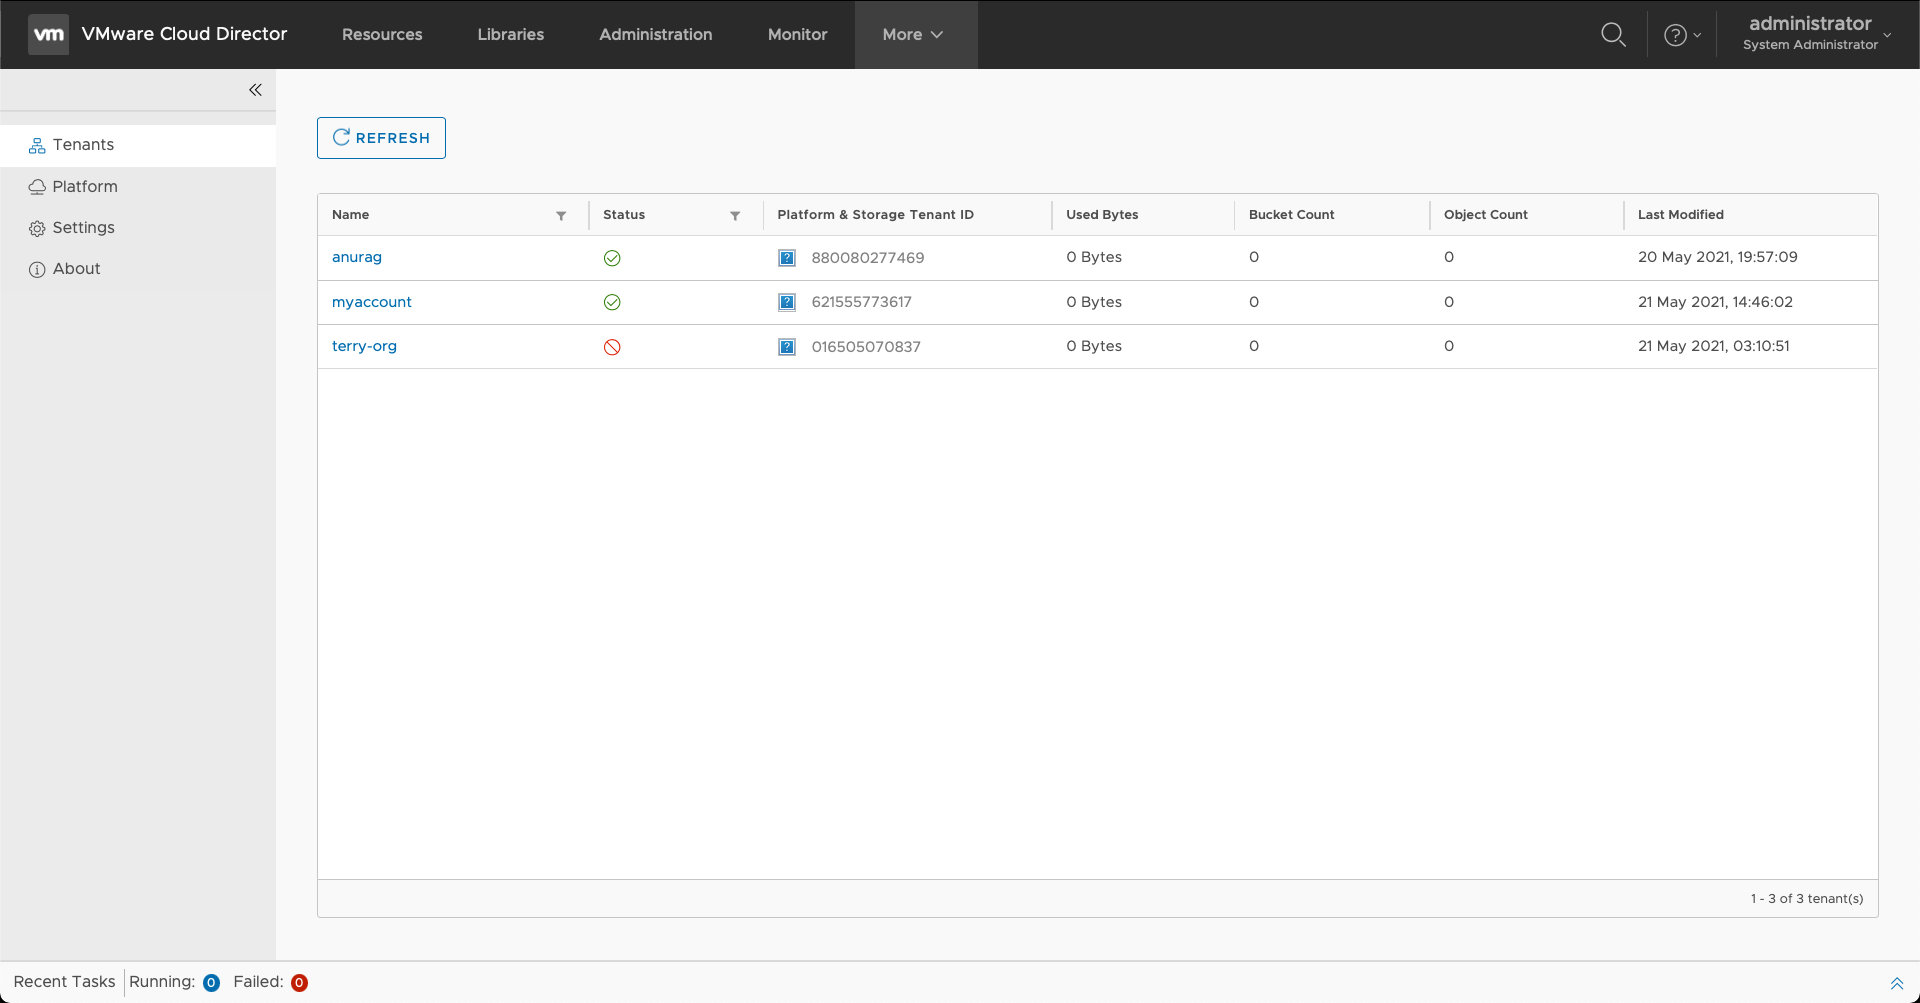 vm VMware Cloud Director Resources Libraries Administration Monitor More ? administrator
System Administrator
Tenants
Platform
Settings
About
REFRESH
Name Status Platform & Storage Tenant ID Used Bytes Bucket Count Object Count Last Modified
anurag ? 880080277469 0 Bytes 0 0 20 May 2021, 19:57:09
myaccount ? 621555773617 0 Bytes 0 0 21 May 2021, 14:46:02
terry-org ? 016505070837 0 Bytes 0 0 21 May 2021, 03:10:51
1 - 3 of 3 tenant(s)
Recent Tasks Running: 0 Failed: 0